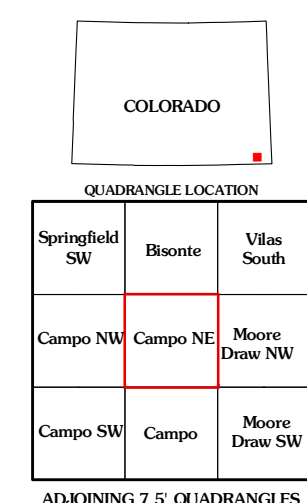 COLORADO
QUADRANGLE LOCATION
Springfield
SW
Bisonte
Vilas
South
Campo NW
Campo NE
Moore
Draw NW
Campo SW
Campo
Moore
Draw SW
ADJOINING 7.5' QUADRANGLES